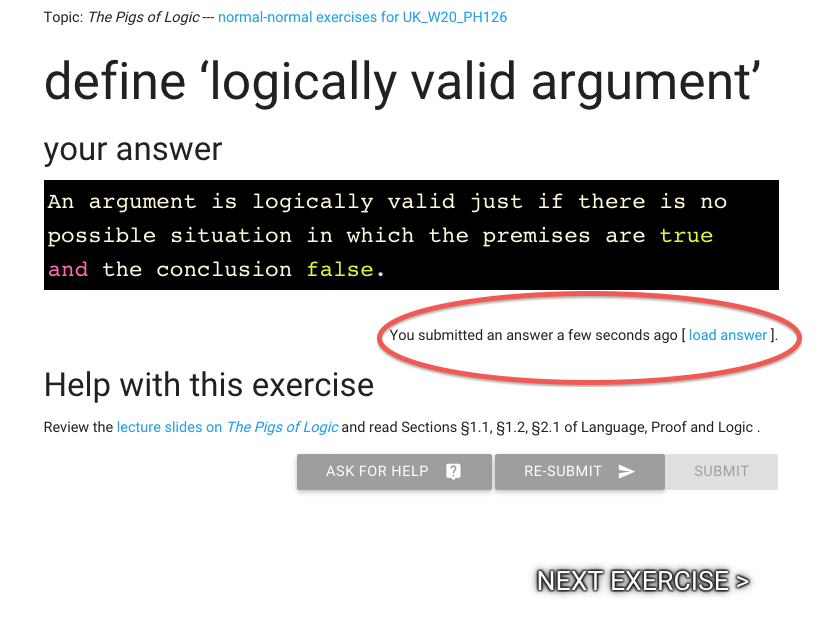 Topic: The Pigs of Logic --- normal-normal exercises for UK_W20_PH126
define ‘logically valid argument’
your answer
An argument is logically valid just if there is no
possible situation in which the premises are true
and the conclusion false.
You submitted an answer a few seconds ago [ load answer ].
Help with this exercise
Review the lecture slides on The Pigs of Logic and read Sections §1.1, §1.2, §2.1 of Language, Proof and Logic .
ASK FOR HELP RE-SUBMIT SUBMIT
NEXT EXERCISE >